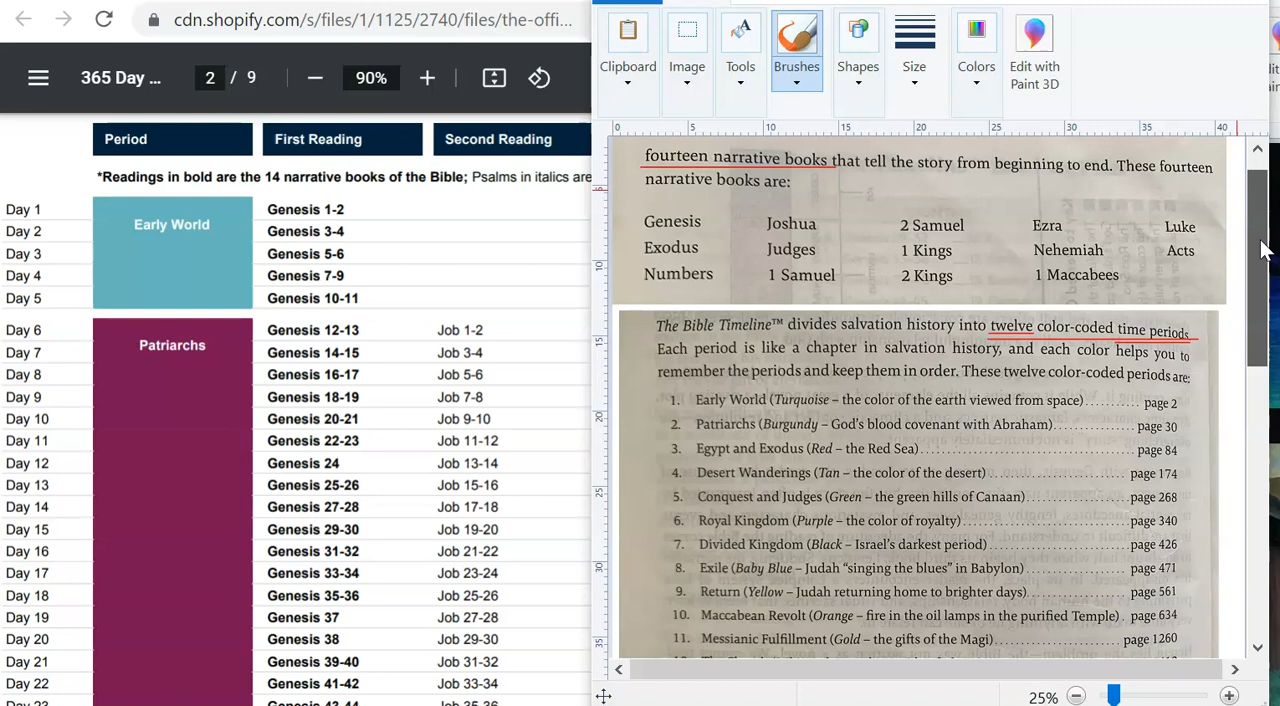 cdn.shopify.com/s/files/1/1125/2740/files/the-offi...
365 Day ...
2 / 9
90%
Period
First Reading
Second Reading
*Readings in bold are the 14 narrative books of the Bible; Psalms in italics are
Day 1 Early World Genesis 1-2
Day 2 Genesis 3-4
Day 3 Genesis 5-6
Day 4 Genesis 7-9
Day 5 Genesis 10-11
Day 6 Patriarchs Genesis 12-13 Job 1-2
Day 7 Genesis 14-15 Job 3-4
Day 8 Genesis 16-17 Job 5-6
Day 9 Genesis 18-19 Job 7-8
Day 10 Genesis 20-21 Job 9-10
Day 11 Genesis 22-23 Job 11-12
Day 12 Genesis 24 Job 13-14
Day 13 Genesis 25-26 Job 15-16
Day 14 Genesis 27-28 Job 17-18
Day 15 Genesis 29-30 Job 19-20
Day 16 Genesis 31-32 Job 21-22
Day 17 Genesis 33-34 Job 23-24
Day 18 Genesis 35-36 Job 25-26
Day 19 Genesis 37 Job 27-28
Day 20 Genesis 38 Job 29-30
Day 21 Genesis 39-40 Job 31-32
Day 22 Genesis 41-42 Job 33-34
Clipboard Image Tools Brushes Shapes Size Colors Edit with
Paint 3D
0 5 10 15 20 25 30 35 40
fourteen narrative books that tell the story from beginning to end. These fourteen
narrative books are:
Genesis Joshua 2 Samuel Ezra Luke
Exodus Judges 1 Kings Nehemiah Acts
Numbers 1 Samuel 2 Kings 1 Maccabees
The Bible Timeline™ divides salvation history into twelve color-coded time periods
Each period is like a chapter in salvation history, and each color helps you to
remember the periods and keep them in order. These twelve color-coded periods are:
1. Early World (Turquoise – the color of the earth viewed from space) page 2
2. Patriarchs (Burgundy – God's blood covenant with Abraham) page 30
3. Egypt and Exodus (Red – the Red Sea) page 84
4. Desert Wanderings (Tan – the color of the desert) page 174
5. Conquest and Judges (Green – the green hills of Canaan) page 268
6. Royal Kingdom (Purple – the color of royalty) page 340
7. Divided Kingdom (Black – Israel's darkest period) page 426
8. Exile (Baby Blue – Judah "singing the blues" in Babylon) page 471
9. Return (Yellow – Judah returning home to brighter days) page 561
10. Maccabean Revolt (Orange – fire in the oil lamps in the purified Temple) page 634
11. Messianic Fulfillment (Gold – the gifts of the Magi) page 1260
25%